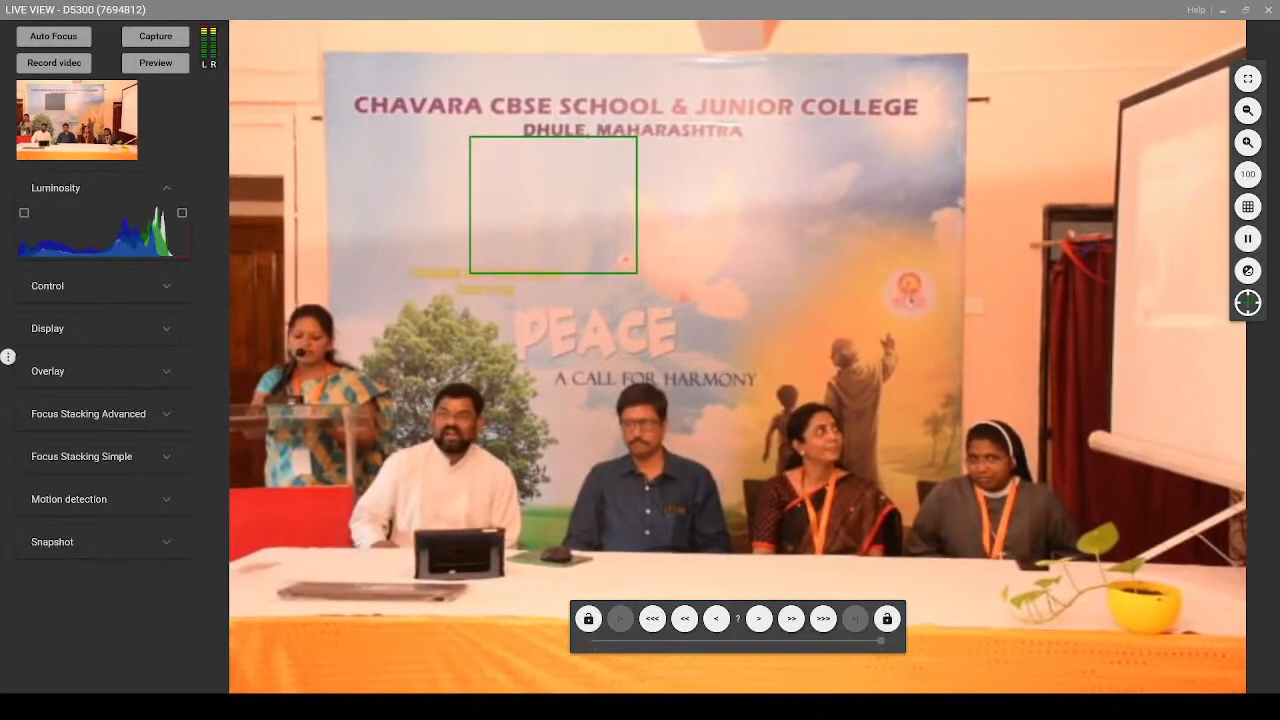 LIVE VIEW - D5300 (7694812)
Help
Auto Focus
Capture
Record video
Preview
L R
Luminosity
Control
Display
Overlay
Focus Stacking Advanced
Focus Stacking Simple
Motion detection
Snapshot
CHAVARA CBSE SCHOOL & JUNIOR COLLEGE
DHULE, MAHARASHTRA
PEACE
A CALL FOR HARMONY
100
<<< << < ? > >> >>>